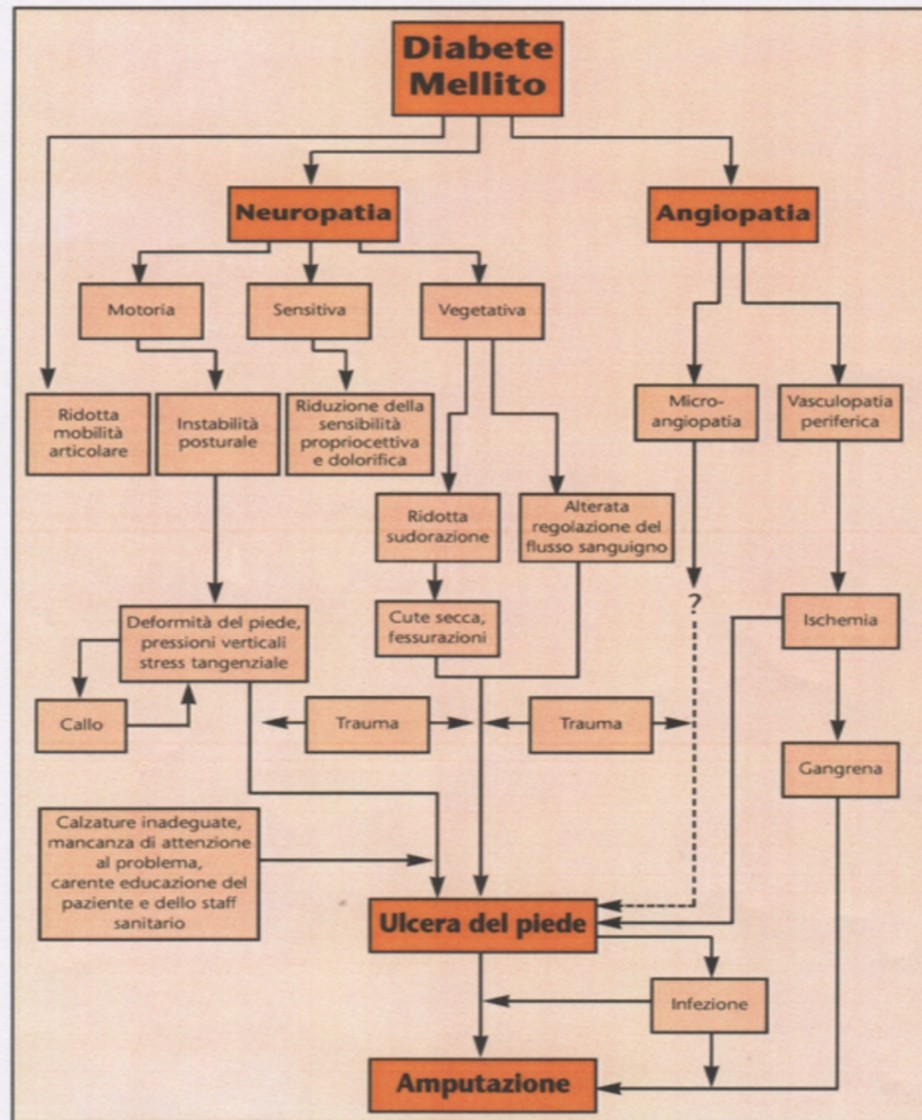 Diabete
Mellito
Neuropatia
Angiopatia
Motoria
Sensitiva
Vegetativa
Ridotta
mobilità
articolare
Instabilità
posturale
Riduzione della
sensibilità
propriocettiva
e dolorifica
Micro-
angiopatia
Vasculopatia
periferica
Ridotta
sudorazione
Alterata
regolazione del
flusso sanguigno
?
Deformità del piede,
pressioni verticali
stress tangenziale
Cute secca,
fessurazioni
Ischemia
Callo
Trauma
Trauma
Gangrena
Calzature inadeguate,
mancanza di attenzione
al problema,
carente educazione del
paziente e dello staff
sanitario
Ulcera del piede
Infezione
Amputazione